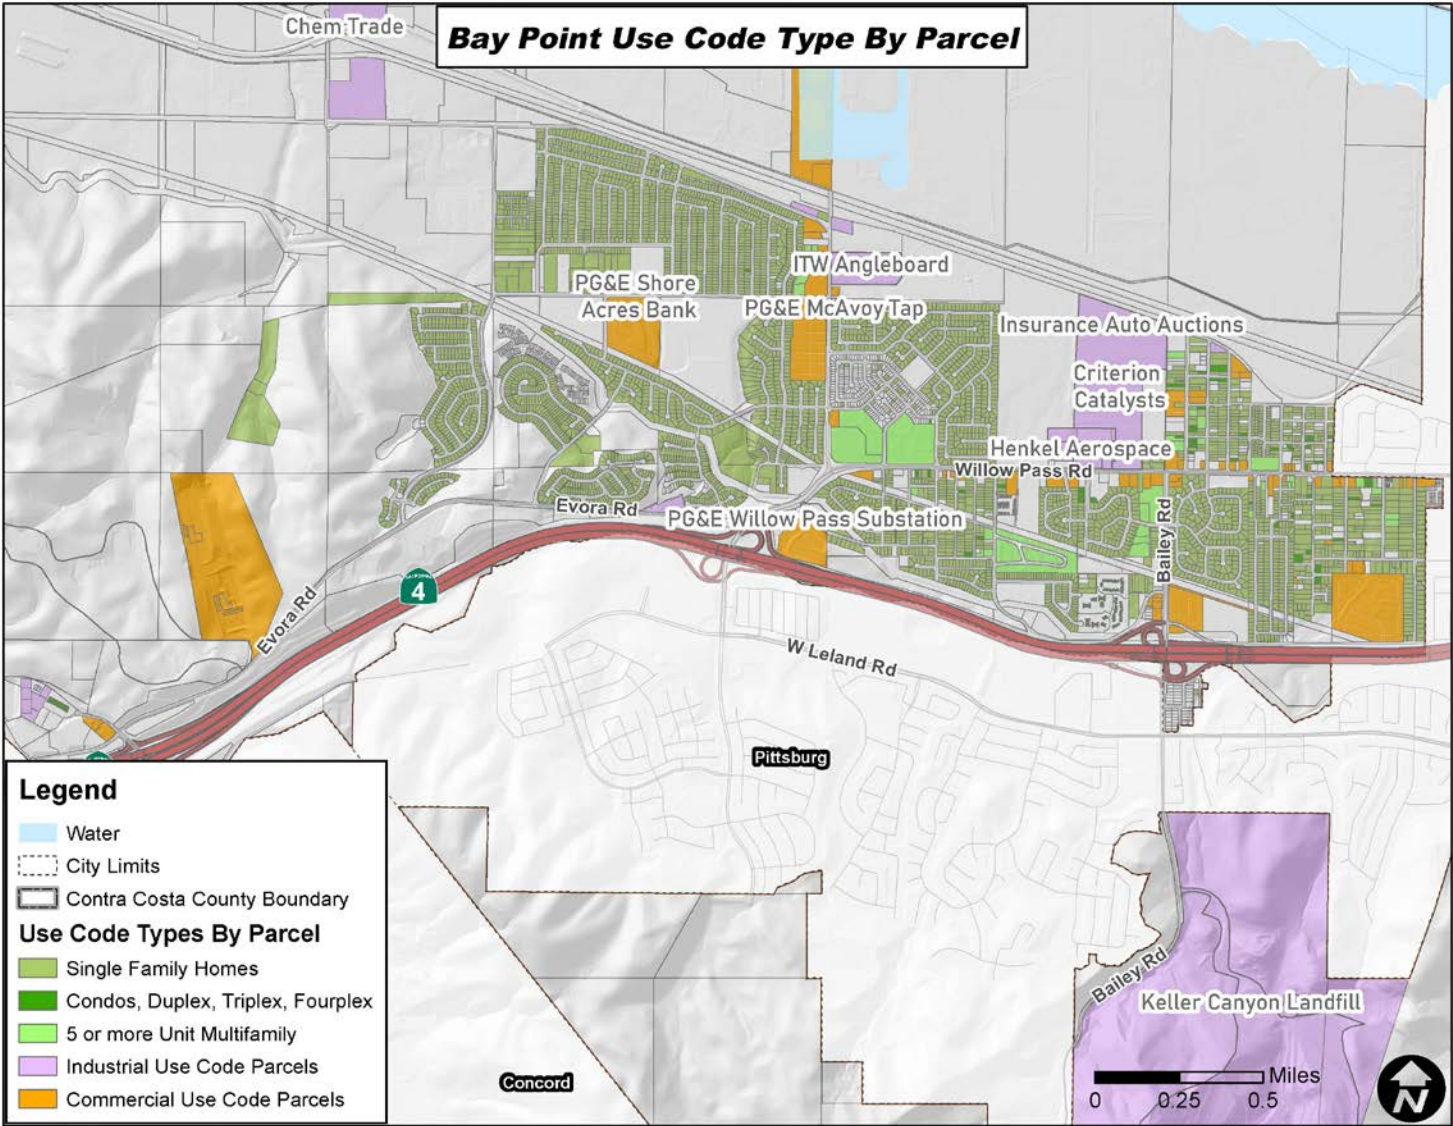 Chem Trade
Bay Point Use Code Type By Parcel
ITW Angleboard
PG&E Shore
Acres Bank
PG&E McAvoy Tap
Insurance Auto Auctions
Criterion
Catalysts
Henkel Aerospace
Willow Pass Rd
Evora Rd
PG&E Willow Pass Substation
Bailey Rd
4
Evora Rd
W Leland Rd
Pittsburg
Legend
Water
City Limits
Contra Costa County Boundary
Use Code Types By Parcel
Single Family Homes
Condos, Duplex, Triplex, Fourplex
5 or more Unit Multifamily
Industrial Use Code Parcels
Commercial Use Code Parcels
Bailey Rd
Keller Canyon Landfill
Concord
Miles
0 0.25 0.5
N